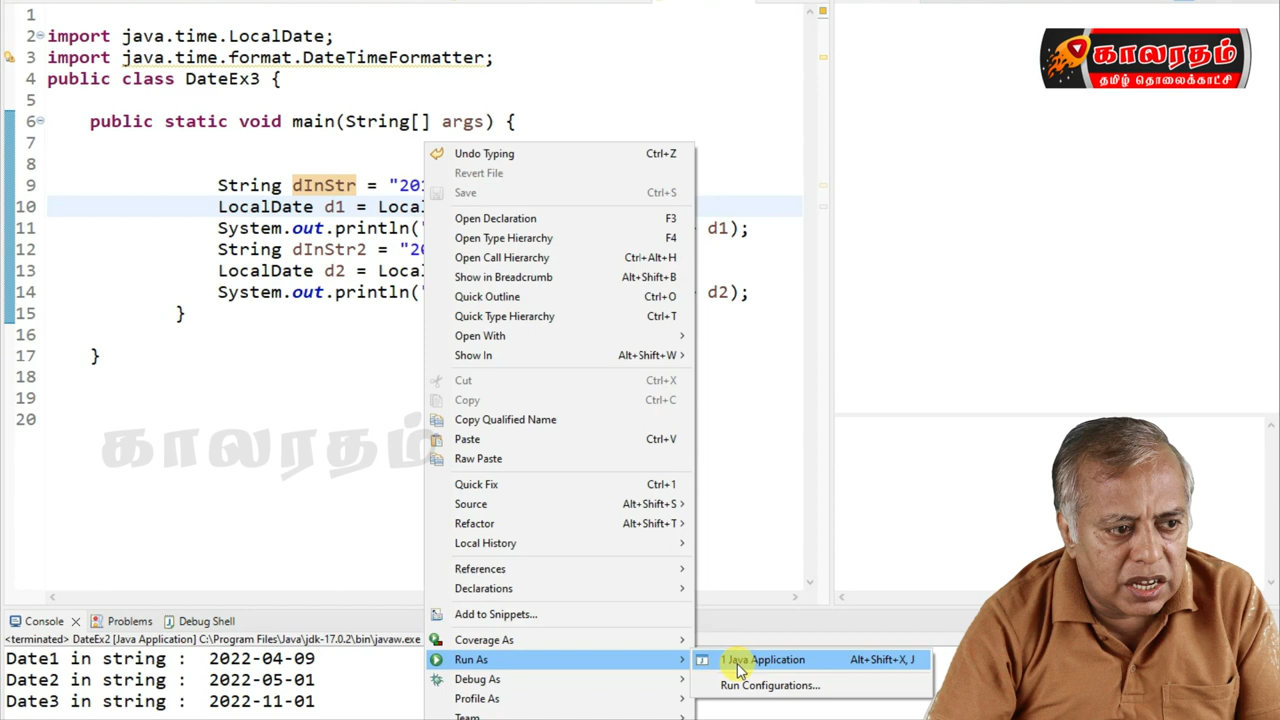 1
2 import java.time.LocalDate;
3 import java.time.format.DateTimeFormatter;
4 public class DateEx3 {
5
6 public static void main(String[] args) {
7
8
9 String dInStr = "20
10 LocalDate d1 = Loca
11 System.out.println( d1);
12 String dInStr2 = "20
13 LocalDate d2 = Loca
14 System.out.println( d2);
15 }
16
17 }
18
19
20
காலரதம்
தமிழ் தொலைக்காட்சி
காலரதம்
Undo Typing Ctrl+Z
Revert File
Save Ctrl+S
Open Declaration F3
Open Type Hierarchy F4
Open Call Hierarchy Ctrl+Alt+H
Show in Breadcrumb Alt+Shift+B
Quick Outline Ctrl+O
Quick Type Hierarchy Ctrl+T
Open With
Show In Alt+Shift+W
Cut Ctrl+X
Copy Ctrl+C
Copy Qualified Name
Paste Ctrl+V
Raw Paste
Quick Fix Ctrl+1
Source Alt+Shift+S
Refactor Alt+Shift+T
Local History
References
Declarations
Add to Snippets...
Coverage As
Run As
Debug As
Profile As
Team
1 Java Application Alt+Shift+X, J
Run Configurations...
Console Problems Debug Shell
<terminated> DateEx2 [Java Application] C:\Program Files\Java\jdk-17.0.2\bin\javaw.exe
Date1 in string : 2022-04-09
Date2 in string : 2022-05-01
Date3 in string : 2022-11-01